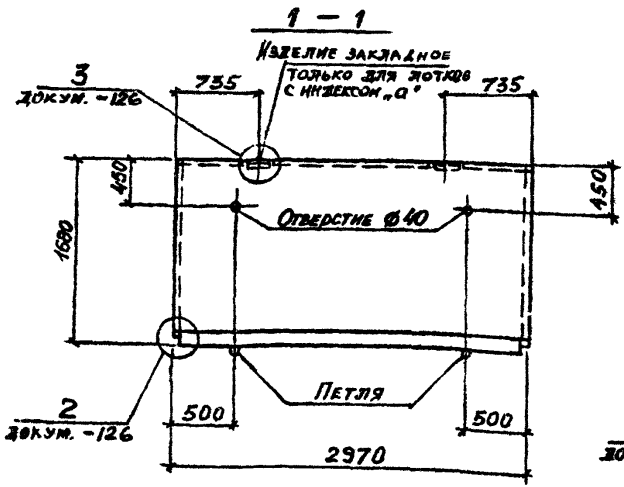 1 – 1
ИЗДЕЛИЕ ЗАКЛАДНОЕ
ТОЛЬКО ДЛЯ ЛОТКОВ
С ИНДЕКСОМ „а"
3
ДОКУМ. -126
735
735
450
450
ОТВЕРСТИЕ Ф40
1680
ПЕТЛЯ
2
ДОКУМ. -126
500
500
2970